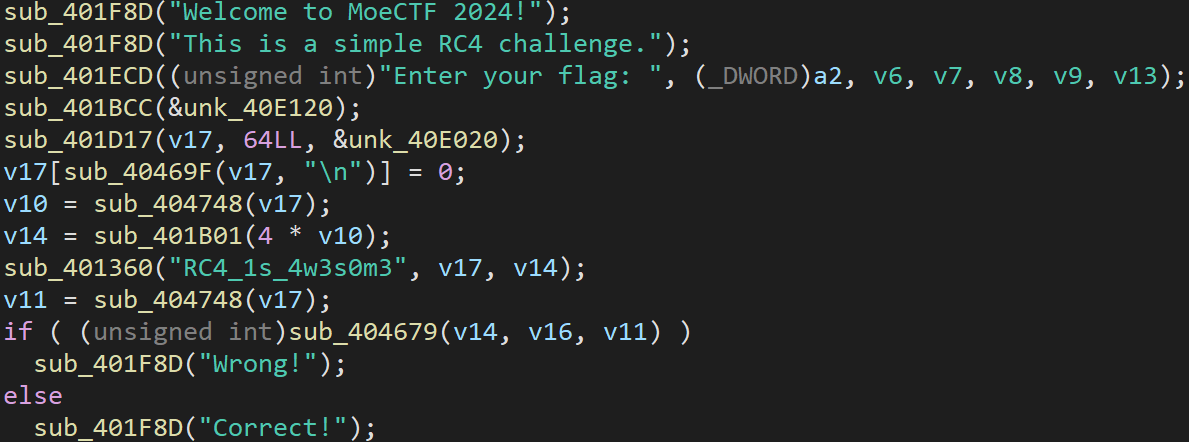 sub_401F8D("Welcome to MoeCTF 2024!");
sub_401F8D("This is a simple RC4 challenge.");
sub_401ECD((unsigned int)"Enter your flag: ", (_DWORD)a2, v6, v7, v8, v9, v13);
sub_401BCC(&unk_40E120);
sub_401D17(v17, 64LL, &unk_40E020);
v17[sub_40469F(v17, "\n")] = 0;
v10 = sub_404748(v17);
v14 = sub_401B01(4 * v10);
sub_401360("RC4_1s_4w3s0m3", v17, v14);
v11 = sub_404748(v17);
if ( (unsigned int)sub_404679(v14, v16, v11) )
  sub_401F8D("Wrong!");
else
  sub_401F8D("Correct!");